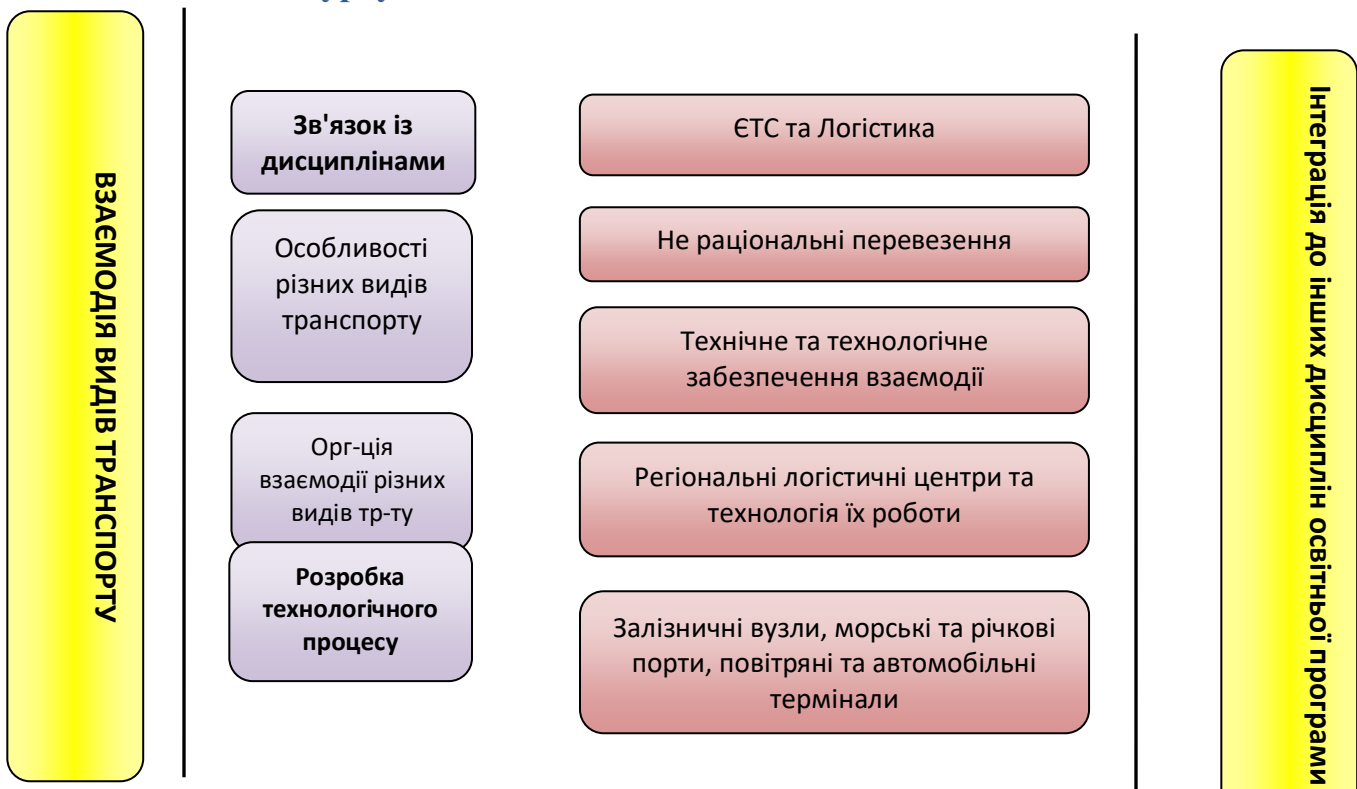 ВЗАЄМОДІЯ ВИДІВ ТРАНСПОРТУ
Зв'язок із
дисциплінами
Особливості
різних видів
транспорту
Орг-ція
взаємодії різних
видів тр-ту
Розробка
технологічного
процесу
ЄТС та Логістика
Не раціональні перевезення
Технічне та технологічне
забезпечення взаємодії
Регіональні логістичні центри та
технологія їх роботи
Залізничні вузли, морські та річкові
порти, повітряні та автомобільні
термінали
Інтеграція до інших дисциплін освітньої програми